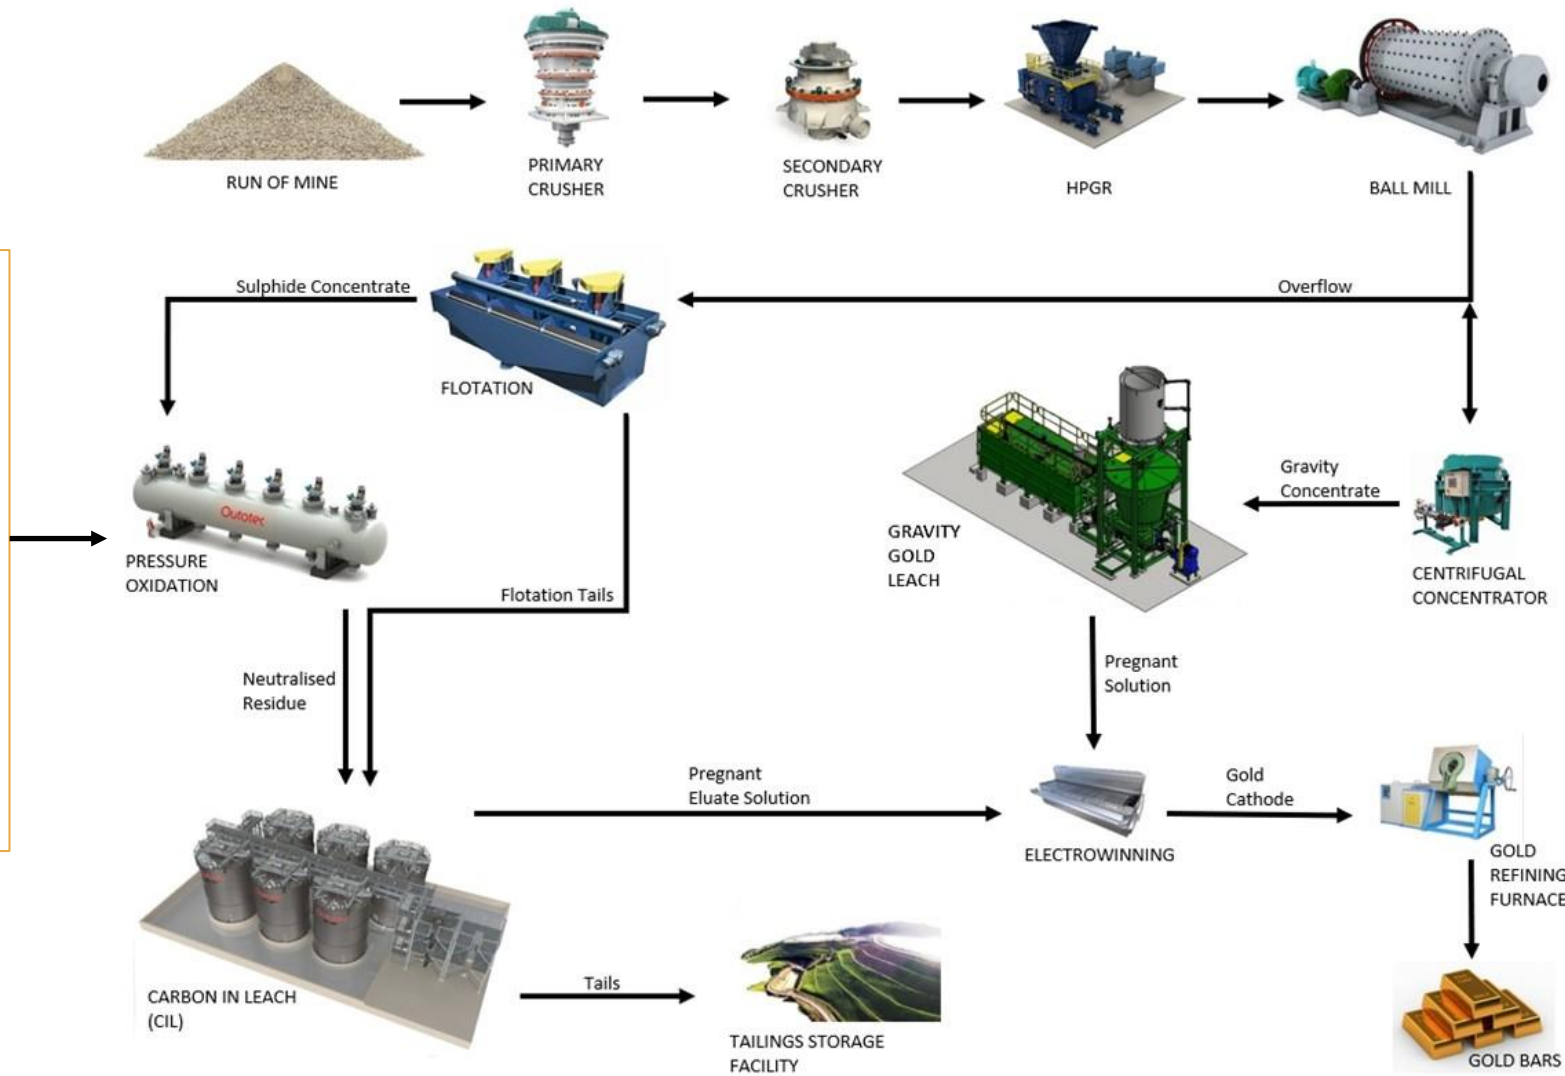 RUN OF MINE
PRIMARY
CRUSHER
SECONDARY
CRUSHER
HPGR
BALL MILL
Sulphide Concentrate
Overflow
FLOTATION
Gravity
Concentrate
Outotec
PRESSURE
OXIDATION
GRAVITY
GOLD
LEACH
CENTRIFUGAL
CONCENTRATOR
Flotation Tails
Neutralised
Residue
Pregnant
Solution
Pregnant
Eluate Solution
Gold
Cathode
ELECTROWINNING
GOLD
REFINING
FURNACE
CARBON IN LEACH
(CIL)
Tails
TAILINGS STORAGE
FACILITY
GOLD BARS